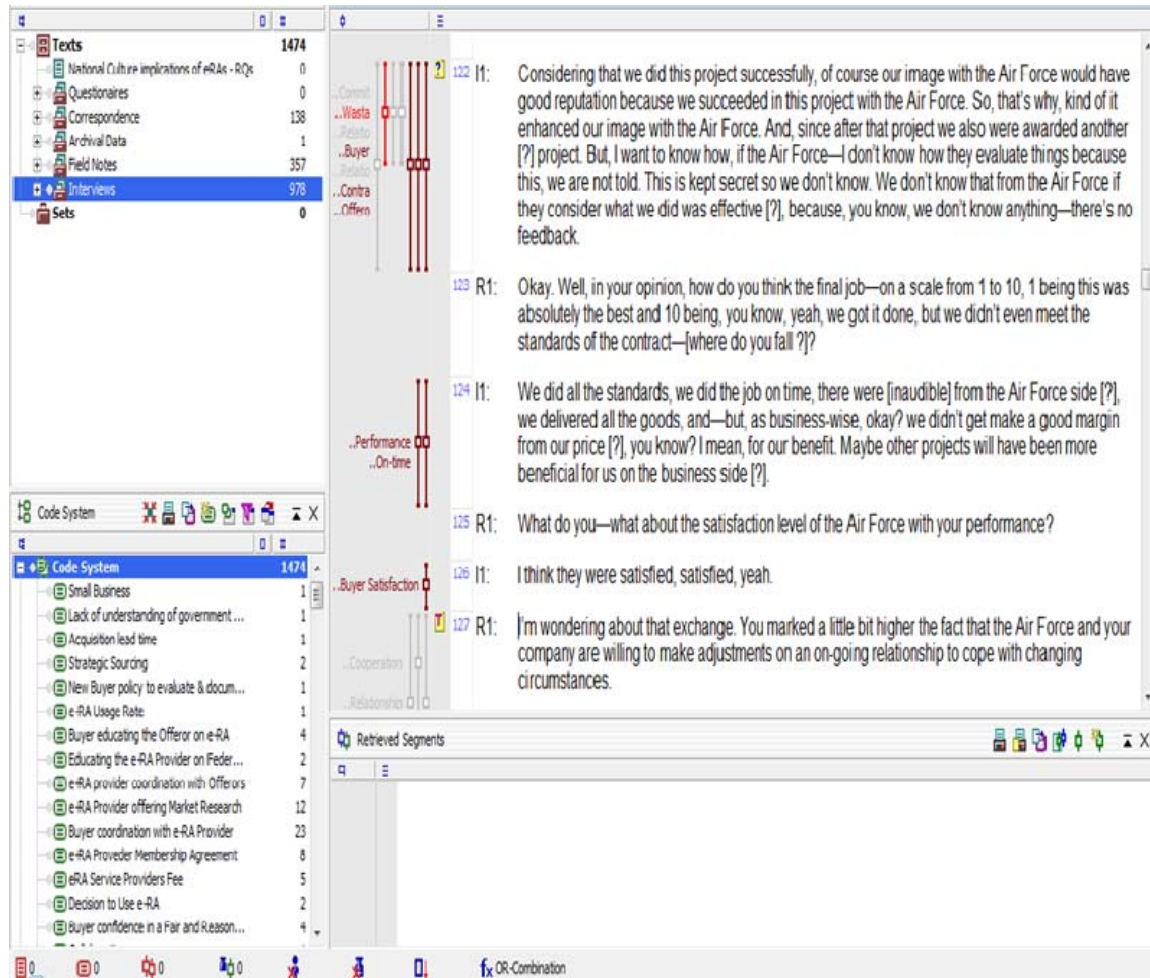 Texts 1474
National Culture implications of eRAs - RQs 0
Questionaires 0
Correspondence 138
Archival Data 1
Field Notes 357
Interviews 978
Sets 0
Code System
Code System 1474
Small Business 1
Lack of understanding of government ... 1
Acquisition lead time 1
Strategic Sourcing 2
New Buyer policy to evaluate & docum... 1
e-RA Usage Rate 1
Buyer educating the Offeror on e-RA 4
Educating the e-RA Provider on Feder... 2
e-RA provider coordination with Offerors 7
e-RA Provider offering Market Research 12
Buyer coordination with e-RA Provider 23
e-RA Proveder Membership Agreement 8
eRA Service Providers Fee 5
Decision to Use e-RA 2
Buyer confidence in a Fair and Reason... 4
..Commit
..Wasta
..Relatio
..Buyer
..Relatio
..Contra
..Offero
122 I1: Considering that we did this project successfully, of course our image with the Air Force would have
good reputation because we succeeded in this project with the Air Force. So, that's why, kind of it
enhanced our image with the Air Force. And, since after that project we also were awarded another
[?] project. But, I want to know how, if the Air Force—I don't know how they evaluate things because
this, we are not told. This is kept secret so we don't know. We don't know that from the Air Force if
they consider what we did was effective [?], because, you know, we don't know anything—there's no
feedback.
123 R1: Okay. Well, in your opinion, how do you think the final job—on a scale from 1 to 10, 1 being this was
absolutely the best and 10 being, you know, yeah, we got it done, but we didn't even meet the
standards of the contract—[where do you fall ?]?
..Performance
..On-time
124 I1: We did all the standards, we did the job on time, there were [inaudible] from the Air Force side [?],
we delivered all the goods, and—but, as business-wise, okay? we didn't get make a good margin
from our price [?], you know? I mean, for our benefit. Maybe other projects will have been more
beneficial for us on the business side [?].
125 R1: What do you—what about the satisfaction level of the Air Force with your performance?
..Buyer Satisfaction
126 I1: I think they were satisfied, satisfied, yeah.
..Cooperation
..Relationship
127 R1: I'm wondering about that exchange. You marked a little bit higher the fact that the Air Force and your
company are willing to make adjustments on an on-going relationship to cope with changing
circumstances.
Retrieved Segments
0 0 0 0 fx OR-Combination